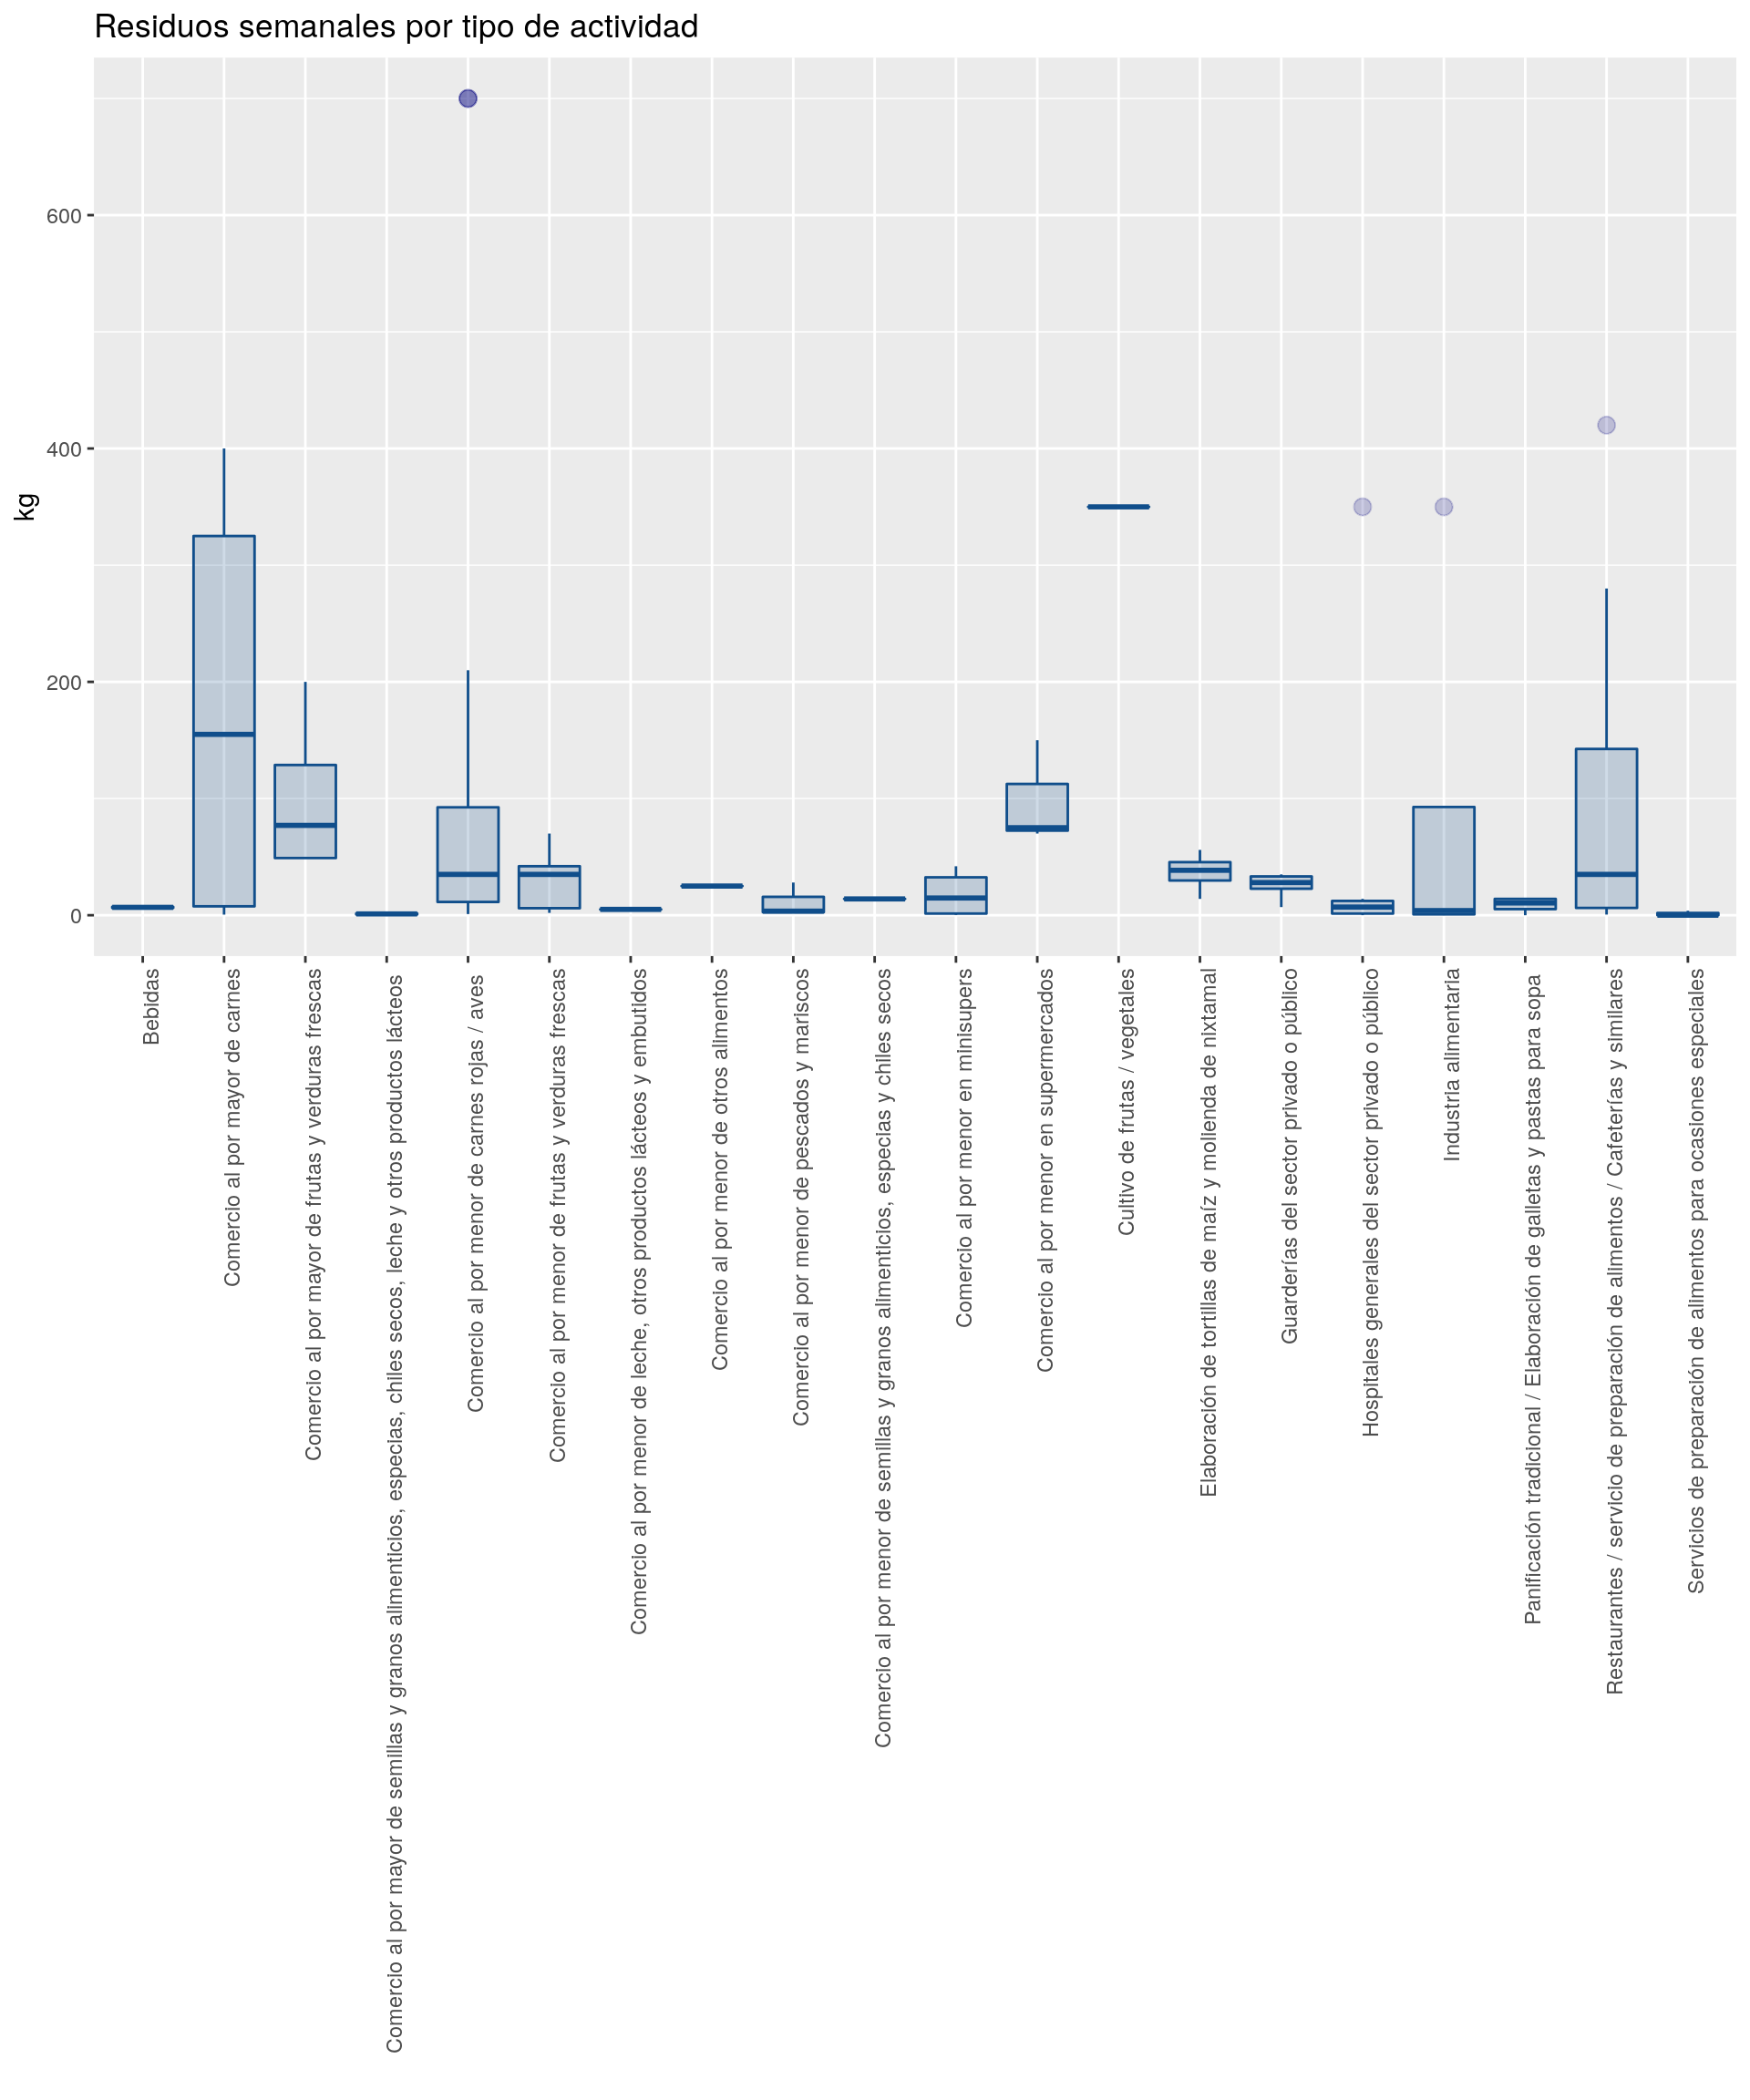 Residuos semanales por tipo de actividad
kg
600
400
200
0
Bebidas
Comercio al por mayor de carnes
Comercio al por mayor de frutas y verduras frescas
Comercio al por mayor de semillas y granos alimenticios, especias, chiles secos, leche y otros productos lácteos
Comercio al por menor de carnes rojas / aves
Comercio al por menor de frutas y verduras frescas
Comercio al por menor de leche, otros productos lácteos y embutidos
Comercio al por menor de otros alimentos
Comercio al por menor de pescados y mariscos
Comercio al por menor de semillas y granos alimenticios, especias y chiles secos
Comercio al por menor en minisupers
Comercio al por menor en supermercados
Cultivo de frutas / vegetales
Elaboración de tortillas de maíz y molienda de nixtamal
Guarderías del sector privado o público
Hospitales generales del sector privado o público
Industria alimentaria
Panificación tradicional / Elaboración de galletas y pastas para sopa
Restaurantes / servicio de preparación de alimentos / Cafeterías y similares
Servicios de preparación de alimentos para ocasiones especiales